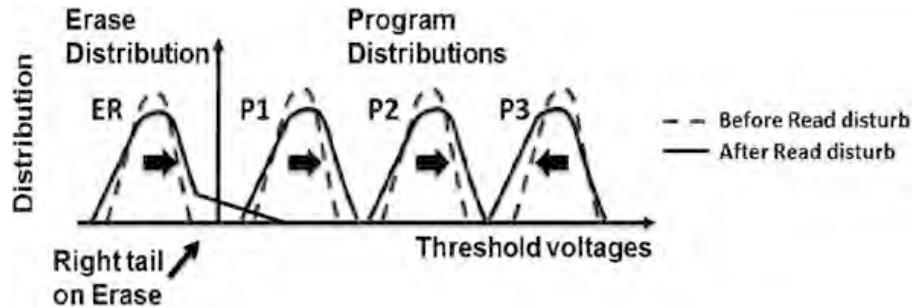 Erase
Distribution
Program
Distributions
Distribution
ER
P1
P2
P3
Before Read disturb
After Read disturb
Threshold voltages
Right tail
on Erase